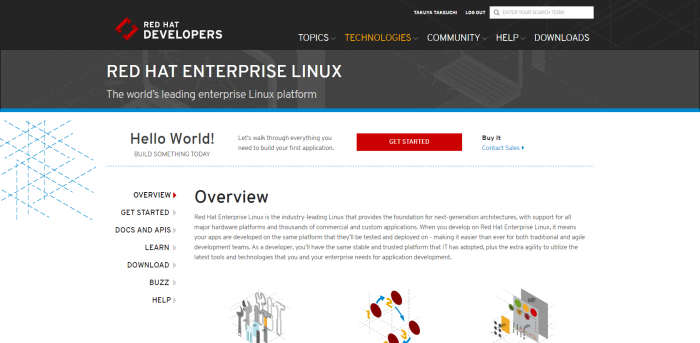 TAKUYA TAKKUCHI LOG OUT ENTER YOUR SEARCH TERM
RED HAT
DEVELOPERS
TOPICS TECHNOLOGIES COMMUNITY HELP DOWNLOADS
RED HAT ENTERPRISE LINUX
The world's leading enterprise Linux platform
Hello World!
BUILD SOMETHING TODAY
Let's walk through everything you
need to build your first application.
GET STARTED
Buy It
Contact Sales
OVERVIEW
GET STARTED
DOCS AND APIS
LEARN
DOWNLOAD
BUZZ
HELP
Overview
Red Hat Enterprise Linux is the industry-leading Linux that provides the foundation for next-generation architectures, with support for all
major hardware platforms and thousands of commercial and custom applications. When you develop on Red Hat Enterprise Linux, it means
your apps are developed on the same platform that they'll be tested and deployed on - making it easier than ever for both traditional and agile
development teams. As a developer, you'll have the same stable and trusted platform that IT has adopted, plus the extra agility to utilize the
latest tools and technologies that you and your enterprise needs for application development.
1
2
3